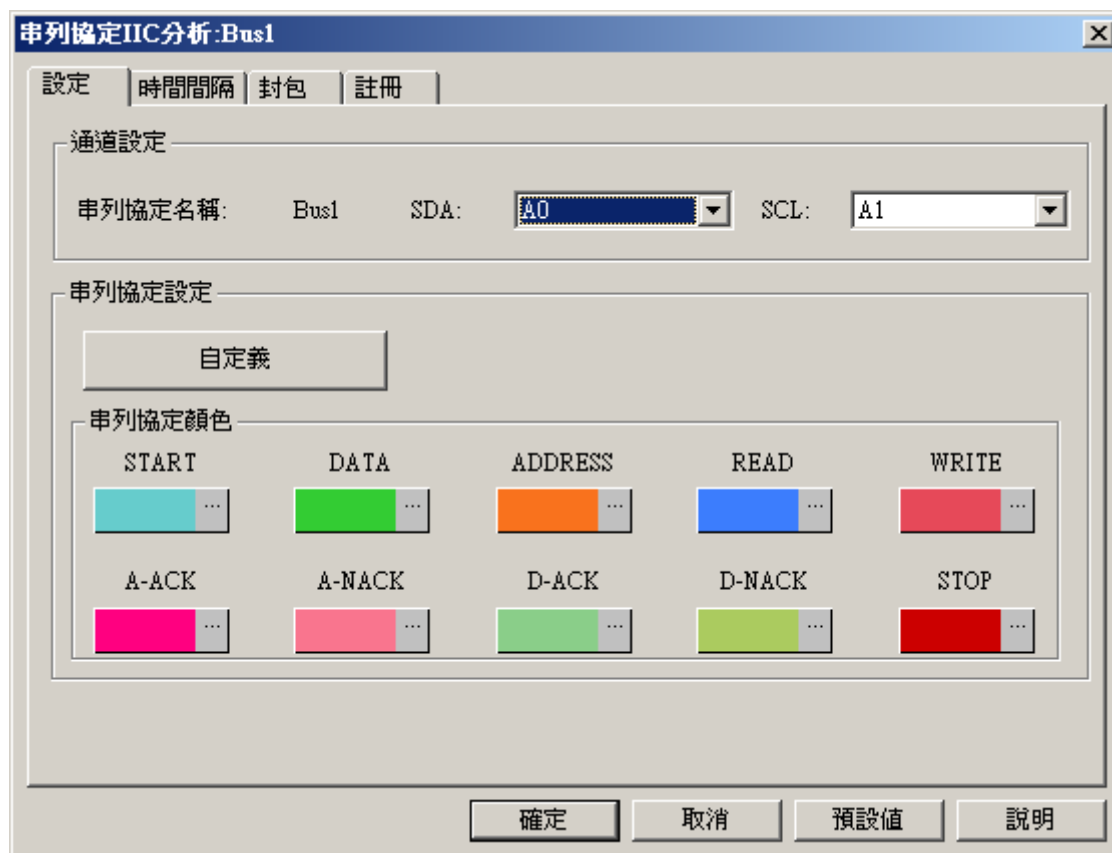 串列協定IIC分析:Bus1
設定 時間間隔 封包 註冊
通道設定
串列協定名稱: Bus1 SDA: A0 SCL: A1
串列協定設定
自定義
串列協定顏色
START DATA ADDRESS READ WRITE
... ... ... ... ...
A-ACK A-NACK D-ACK D-NACK STOP
... ... ... ... ...
確定 取消 預設值 說明